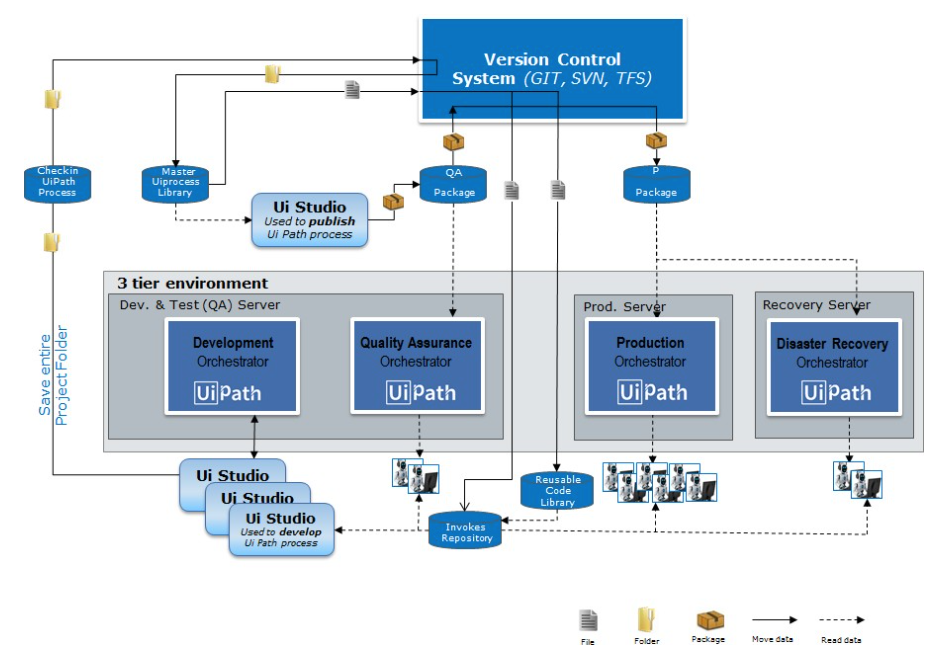 Version Control
System (GIT, SVN, TFS)
Checkin
UiPath
Process
Master
Uiprocess
Library
QA
Package
P
Package
Ui Studio
Used to publish
Ui Path process
3 tier environment
Dev. & Test (QA) Server
Prod. Server
Recovery Server
Development
Orchestrator
UiPath
Quality Assurance
Orchestrator
UiPath
Production
Orchestrator
UiPath
Disaster Recovery
Orchestrator
UiPath
Save entire
Project Folder
Ui Studio
Ui Studio
Ui Studio
Used to develop
Ui Path process
Reusable
Code
Library
Invokes
Repository
File
Folder
Package
Move data
Read data